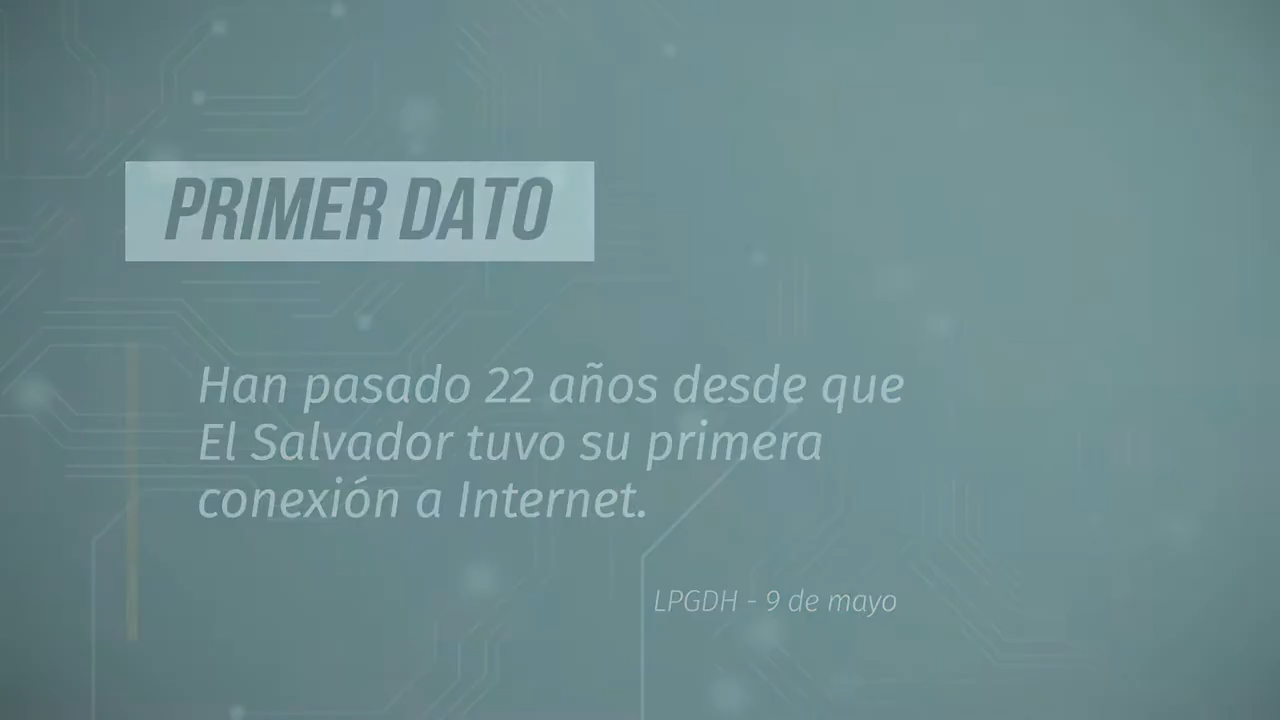 PRIMER DATO
Han pasado 22 años desde que
El Salvador tuvo su primera
conexión a Internet.
LPGDH - 9 de mayo